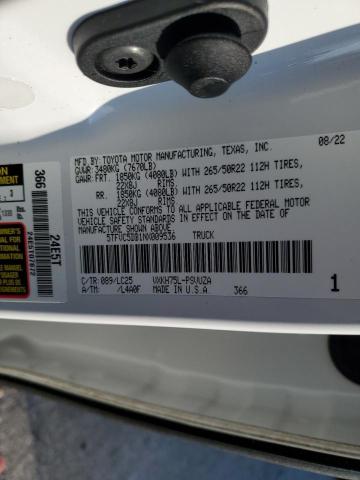 08/22
MFD. BY: TOYOTA MOTOR MANUFACTURING, TEXAS, INC.
GVWR: 3480KG (7670LB)
GAWR: FRT. 1850KG (4080LB) WITH 265/50R22 112H TIRES,
22X8J RIMS.
RR. 1850KG (4080LB) WITH 265/50R22 112H TIRES,
22X8J RIMS.
THIS VEHICLE CONFORMS TO ALL APPLICABLE FEDERAL MOTOR
VEHICLE SAFETY STANDARDS IN EFFECT ON THE DATE OF
MANUFACTURE SHOWN ABOVE.
5TFVC5DB1NX009536 TRUCK
C/TR: 089/LC25 VXKH75L-PSVUZA
A/TM: /L4A0F MADE IN U.S.A 366
1
366
24E5T